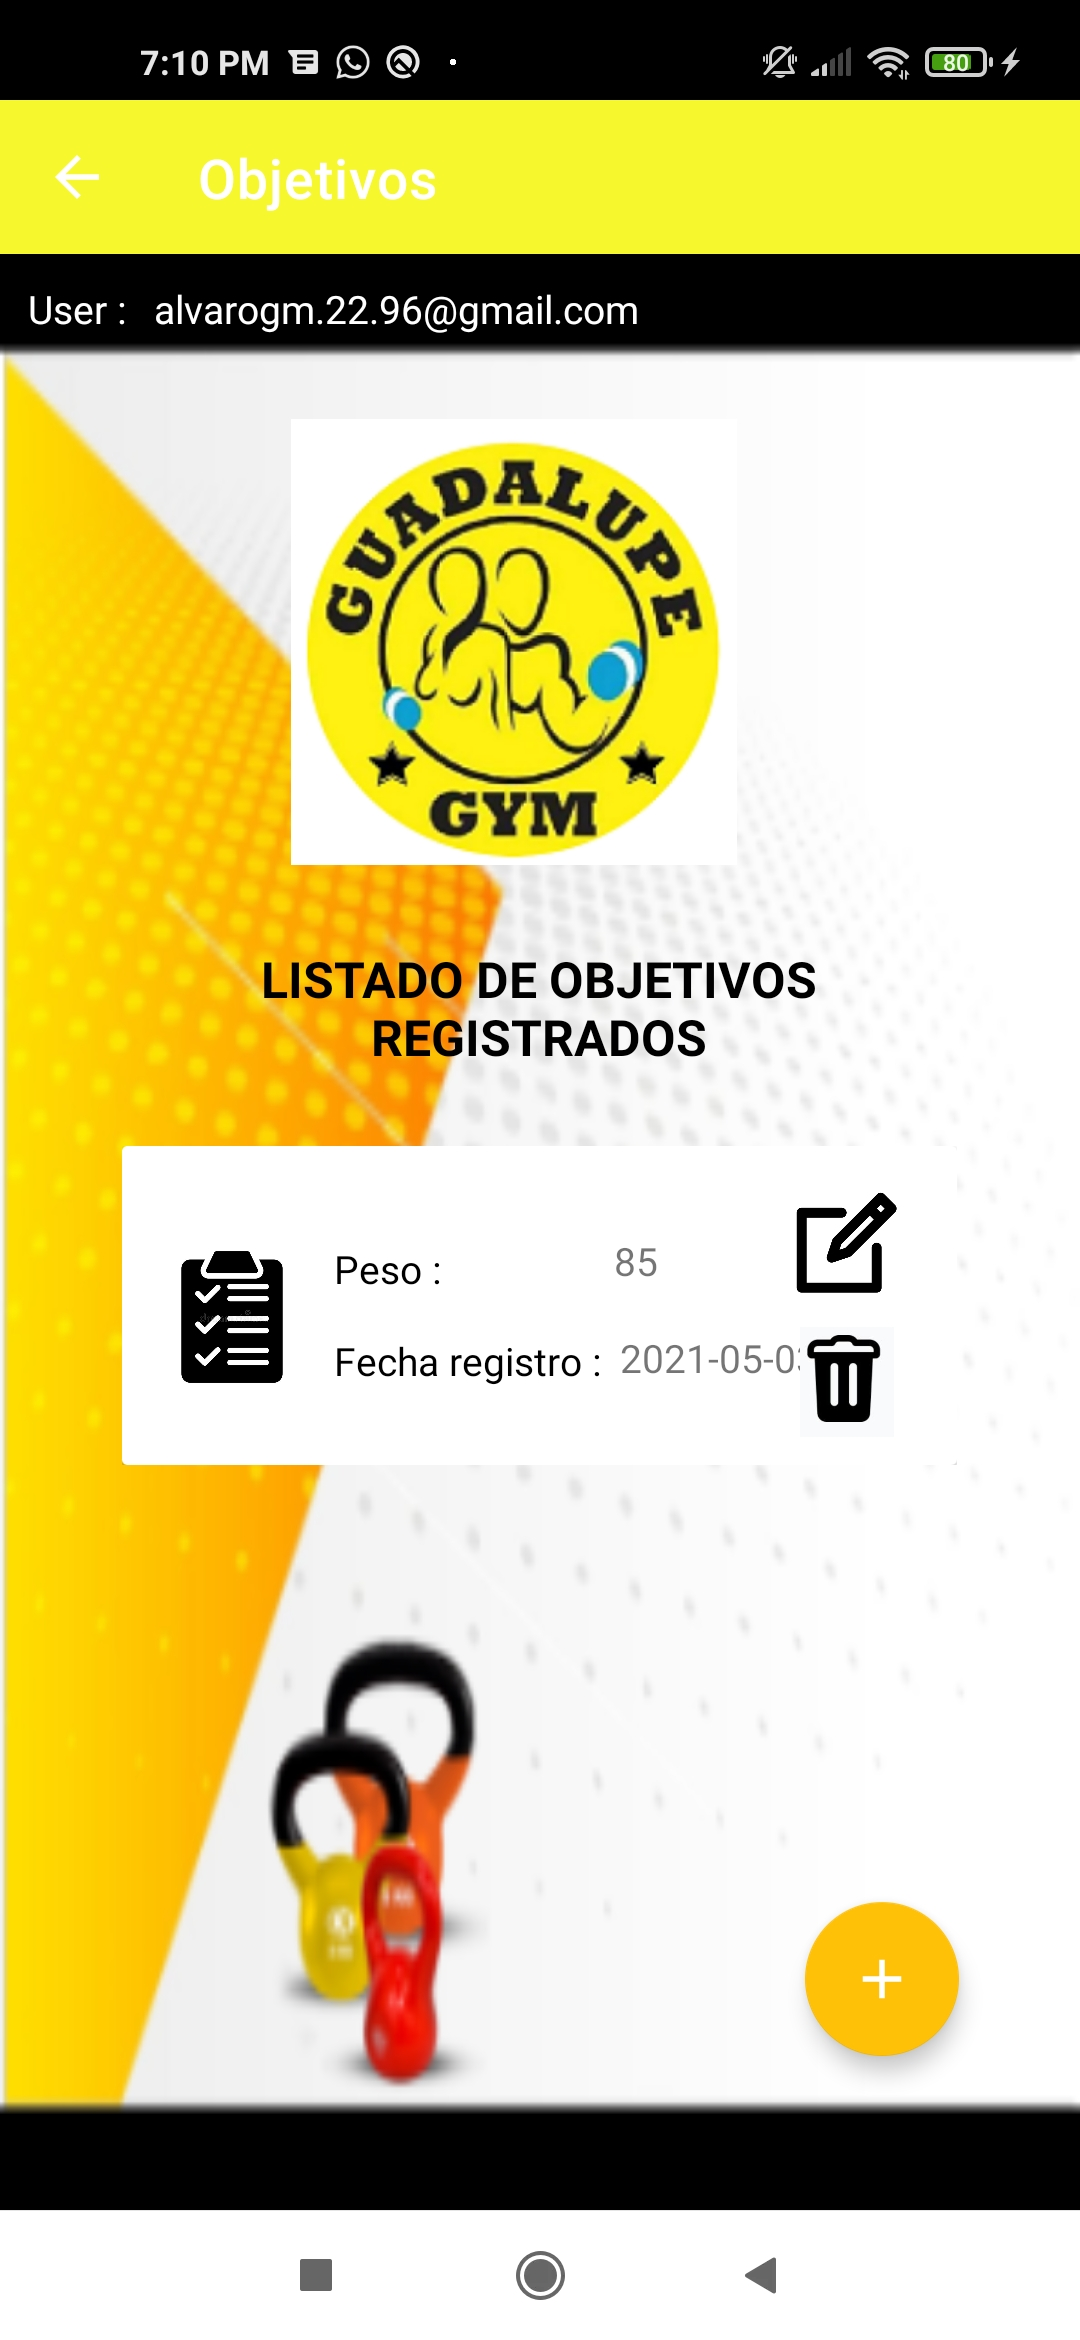 7:10 PM
80
Objetivos
User : alvarogm.22.96@gmail.com
GUADALUPE
GYM
LISTADO DE OBJETIVOS
REGISTRADOS
Peso : 85
Fecha registro : 2021-05-0